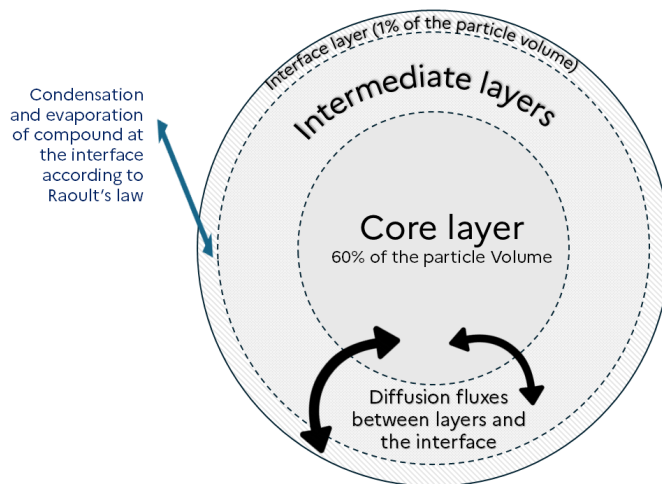 Interface layer (1% of the particle volume)
Intermediate layers
Condensation
and evaporation
of compound at
the interface
according to
Raoult's law
Core layer
60% of the particle Volume
Diffusion fluxes
between layers and
the interface